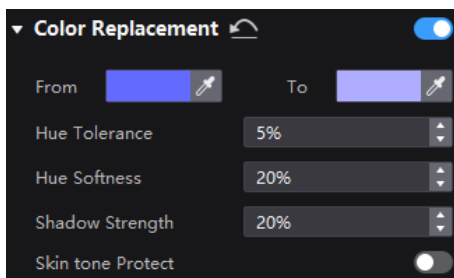 Color Replacement
From To
Hue Tolerance 5%
Hue Softness 20%
Shadow Strength 20%
Skin tone Protect